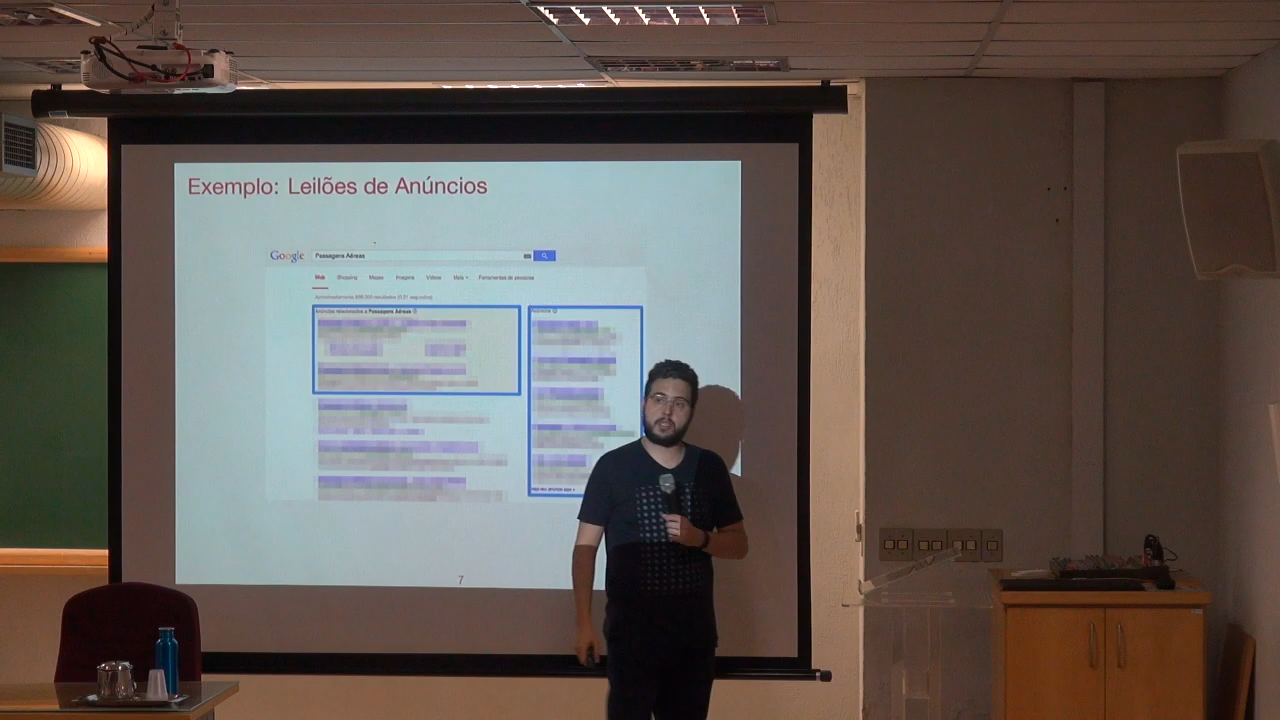 Exemplo: Leilões de Anúncios
Google Passagens Aéreas
Web Shopping Mapas Imagens Vídeos Mais Ferramentas de pesquisa
Anúncios relacionados a Passagens Aéreas
Anúncios
7